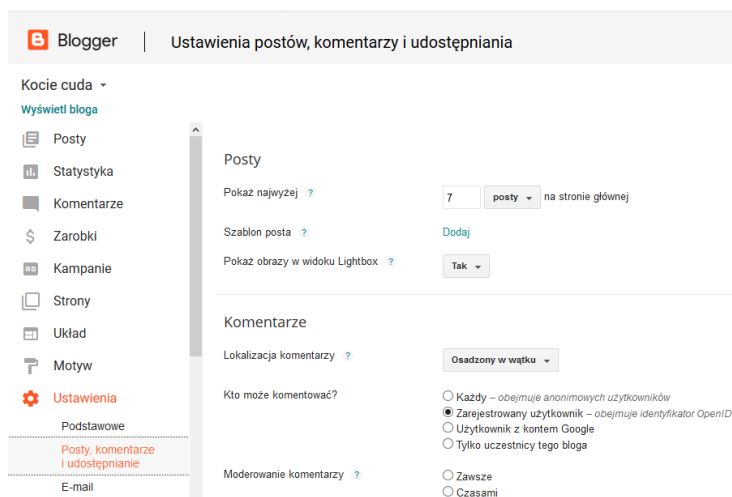 Blogger | Ustawienia postów, komentarzy i udostępniania
Kocie cuda
Wyświetl bloga
Posty
Statystyka
Komentarze
Zarobki
Kampanie
Strony
Układ
Motyw
Ustawienia
Podstawowe
Posty, komentarze
i udostępnianie
E-mail
Posty
Pokaż najwyżej ? 7 posty na stronie głównej
Szablon posta ? Dodaj
Pokaż obrazy w widoku Lightbox ? Tak
Komentarze
Lokalizacja komentarzy ? Osadzony w wątku
Kto może komentować? Każdy – obejmuje anonimowych użytkowników
Zarejestrowany użytkownik – obejmuje identyfikator OpenID
Użytkownik z kontem Google
Tylko uczestnicy tego bloga
Moderowanie komentarzy ? Zawsze
Czasami